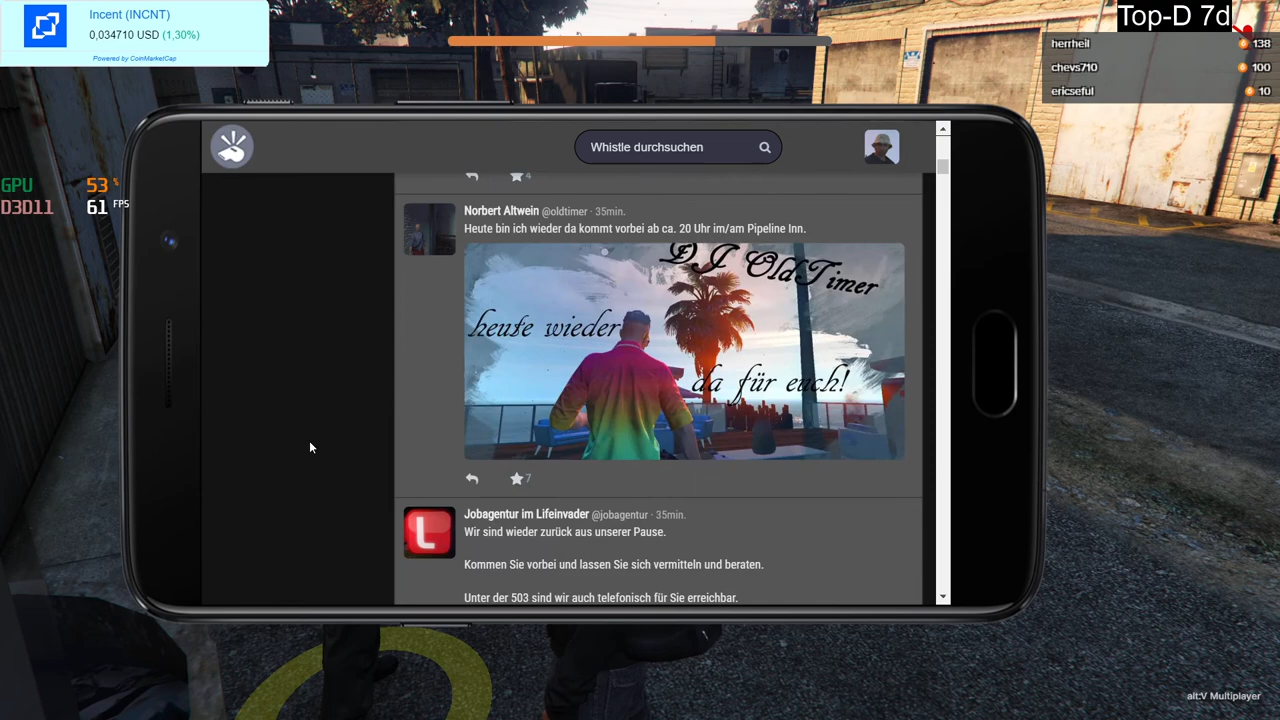 Incent (INCNT)
0,034710 USD (1,30%)
Powered by CoinMarketCap
Top-D 7d
herrheil 138
chevs710 100
ericseful 10
GPU 53 %
D3D11 61 FPS
Whistle durchsuchen
4
Norbert Altwein @oldtimer · 35min.
Heute bin ich wieder da kommt vorbei ab ca. 20 Uhr im/am Pipeline Inn.
DJ OldTimer
heute wieder
da für euch!
7
Jobagentur im Lifeinvader @jobagentur · 35min.
Wir sind wieder zurück aus unserer Pause.
Kommen Sie vorbei und lassen Sie sich vermitteln und beraten.
Unter der 503 sind wir auch telefonisch für Sie erreichbar.
L
alt:V Multiplayer